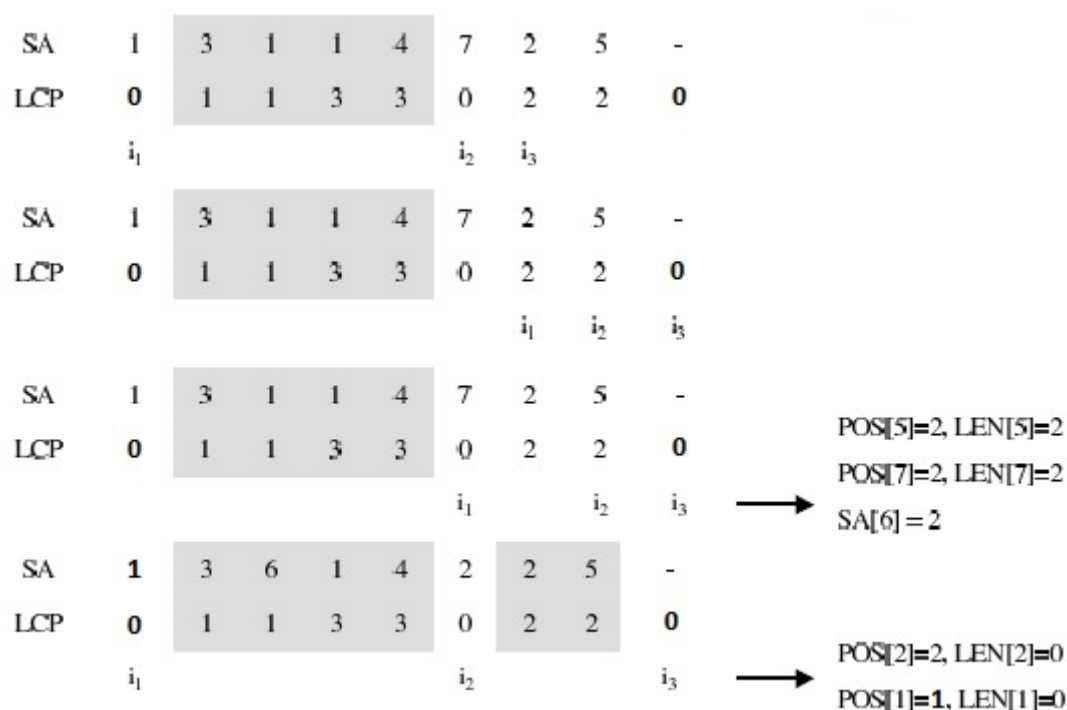 SA 1 3 1 1 4 7 2 5 -
LCP 0 1 1 3 3 0 2 2 0
i₁ i₂ i₃
SA 1 3 1 1 4 7 2 5 -
LCP 0 1 1 3 3 0 2 2 0
i₁ i₂ i₃
SA 1 3 1 1 4 7 2 5 -
LCP 0 1 1 3 3 0 2 2 0
i₁ i₂ i₃
POS[5]=2, LEN[5]=2
POS[7]=2, LEN[7]=2
SA[6] = 2
SA 1 3 6 1 4 2 2 5 -
LCP 0 1 1 3 3 0 2 2 0
i₁ i₂ i₃
POS[2]=2, LEN[2]=0
POS[1]=1, LEN[1]=0